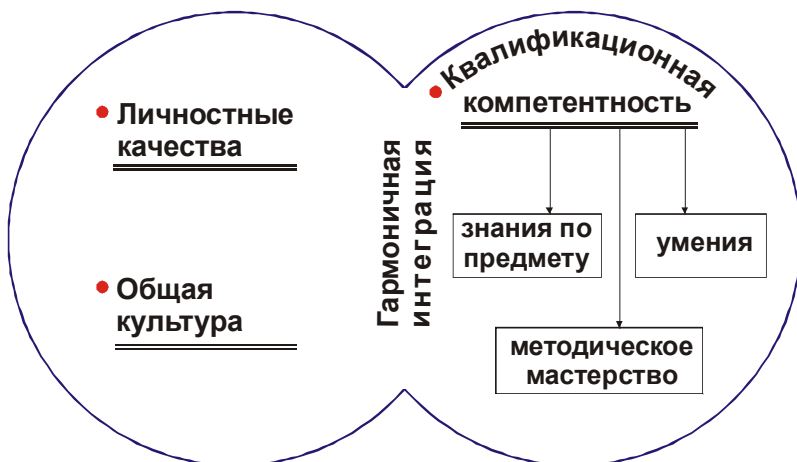 Личностные
качества
Общая
культура
Гармоничная
интеграция
Квалификационная
компетентность
знания по
предмету
умения
методическое
мастерство